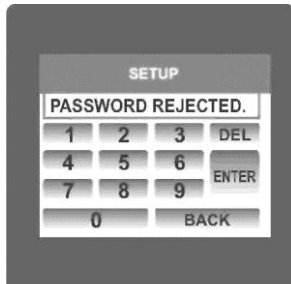 SETUP
PASSWORD REJECTED.
1 2 3 DEL
4 5 6
ENTER
7 8 9
0 BACK